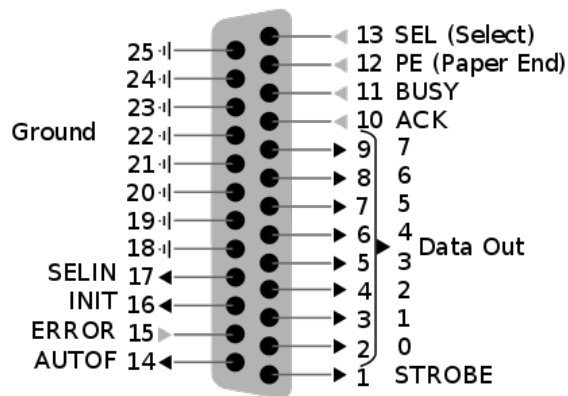 13 SEL (Select)
25
12 PE (Paper End)
24
11 BUSY
23
10 ACK
Ground
22
9 7
21
8 6
20
7 5
19
6 4
Data Out
18
5 3
SELIN 17
4 2
INIT 16
3 1
ERROR 15
2 0
AUTOF 14
1 STROBE